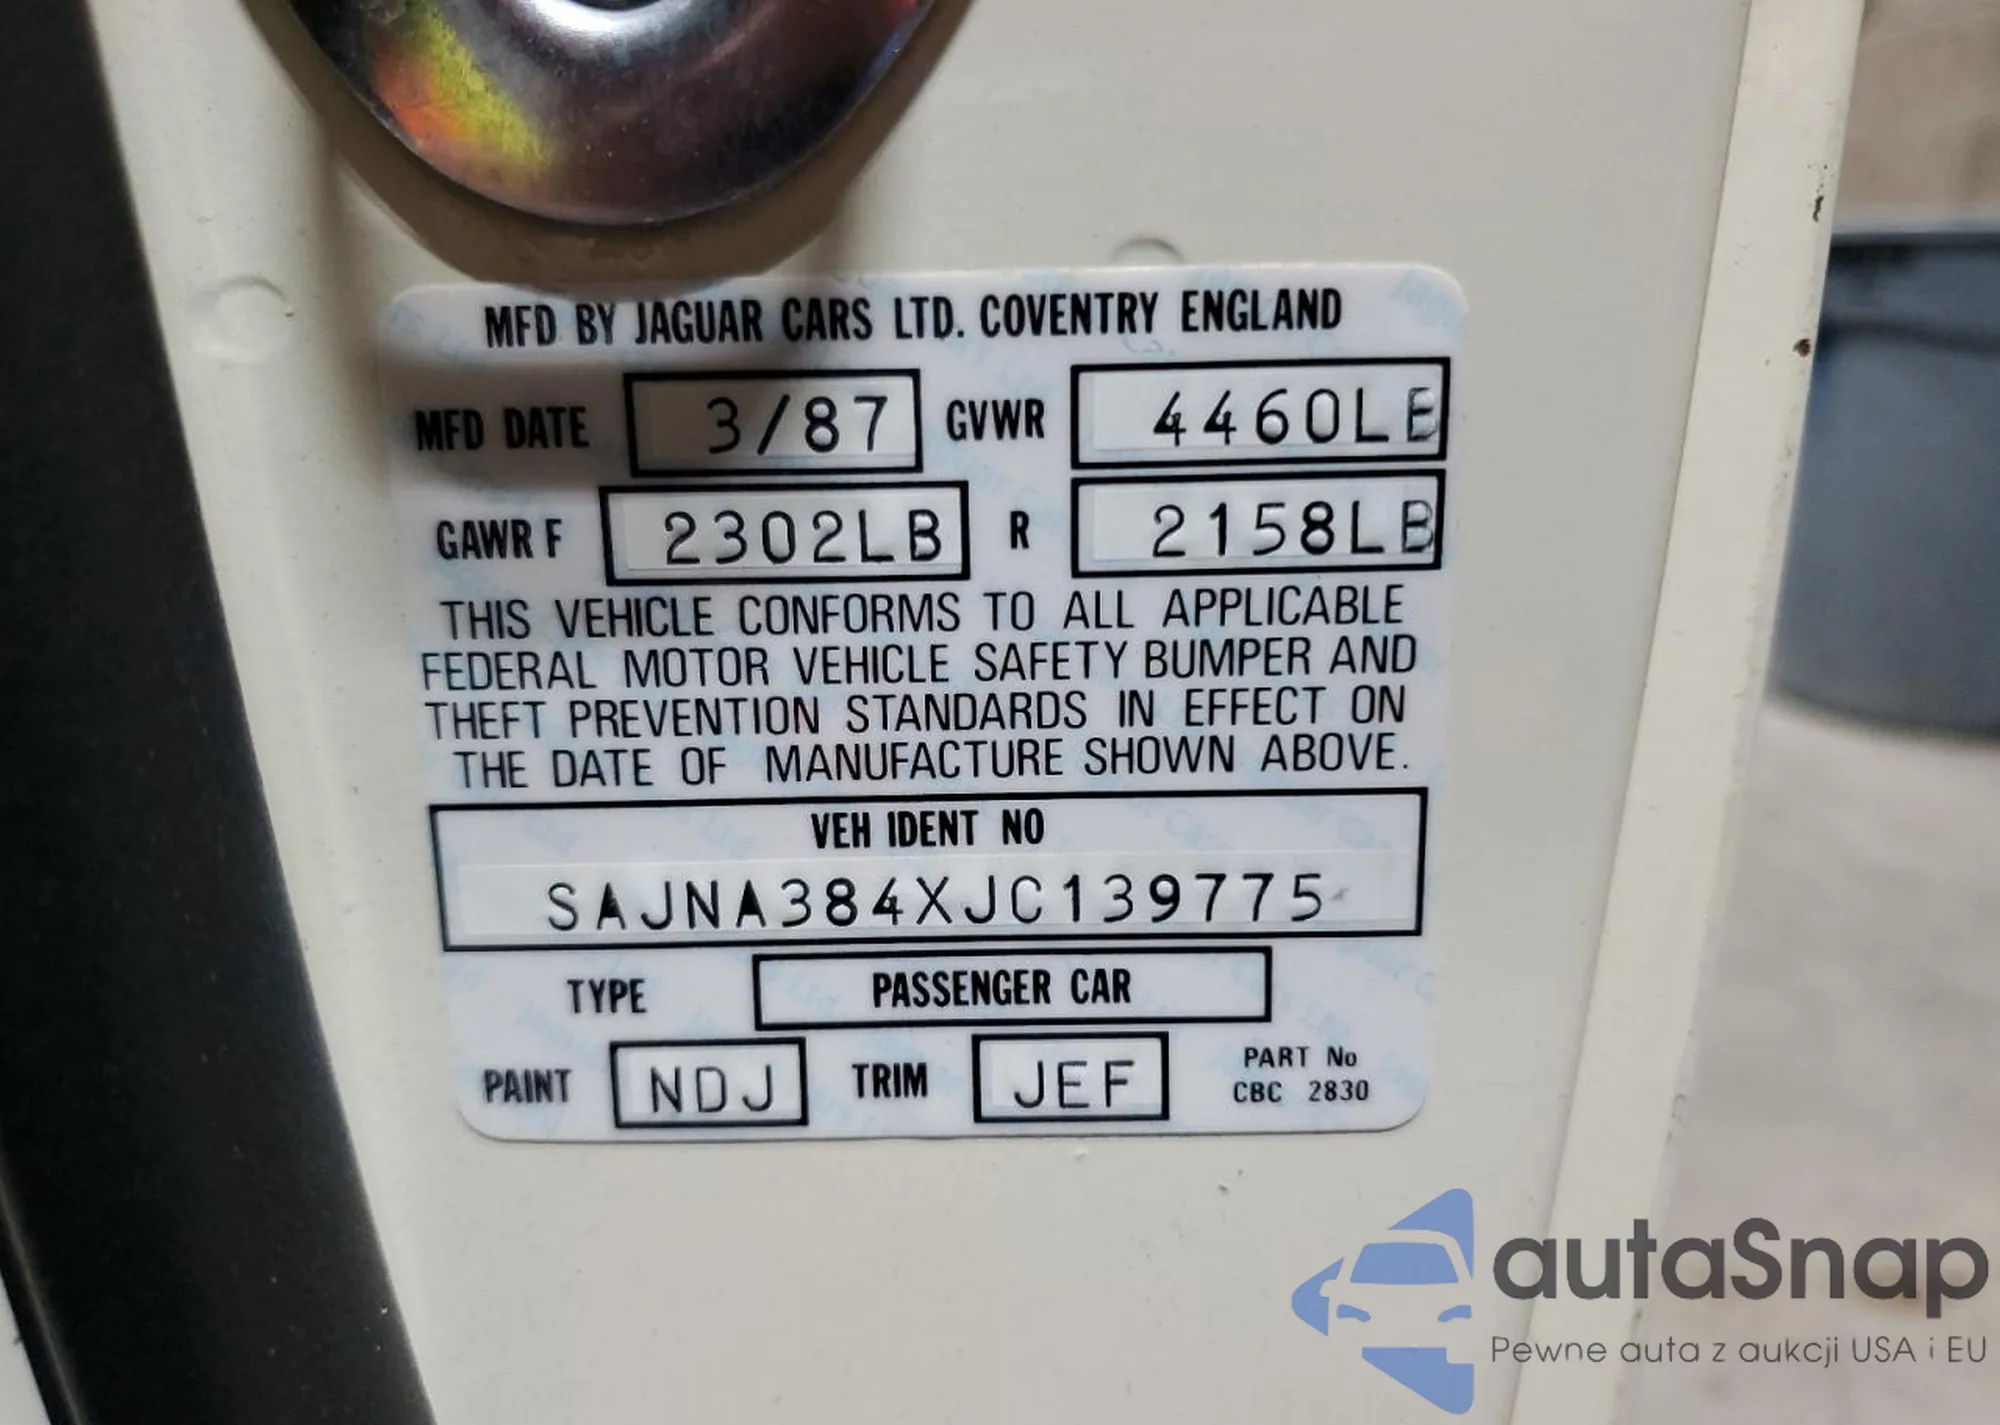 MFD BY JAGUAR CARS LTD. COVENTRY ENGLAND
MFD DATE 3/87 GVWR 4460LB
GAWR F 2302LB R 2158LB
THIS VEHICLE CONFORMS TO ALL APPLICABLE
FEDERAL MOTOR VEHICLE SAFETY BUMPER AND
THEFT PREVENTION STANDARDS IN EFFECT ON
THE DATE OF MANUFACTURE SHOWN ABOVE.
VEH IDENT NO
SAJNA384XJC139775
TYPE PASSENGER CAR
PAINT NDJ TRIM JEF PART No
CBC 2830
autaSnap
Pewne auta z aukcji USA i EU